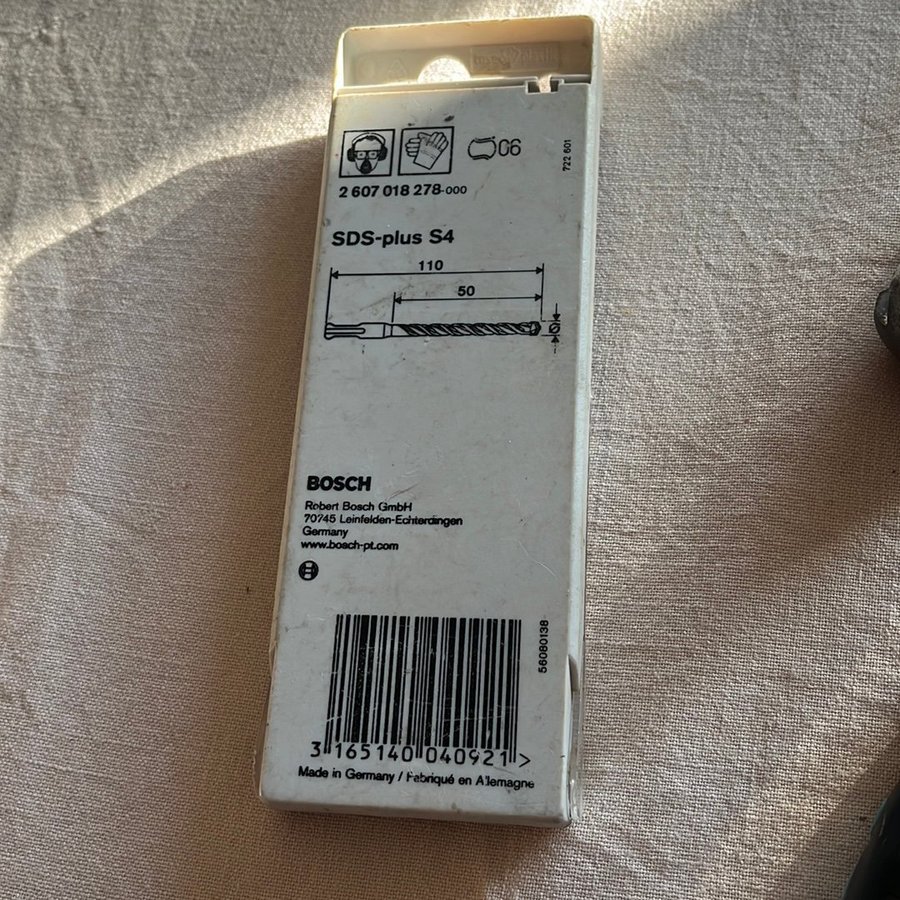 06
722 601
2 607 018 278-000
SDS-plus S4
110
50
Ø
BOSCH
Robert Bosch GmbH
70745 Leinfelden-Echterdingen
Germany
www.bosch-pt.com
56080138
3 165140 040921 >
Made in Germany / Fabriqué en Allemagne